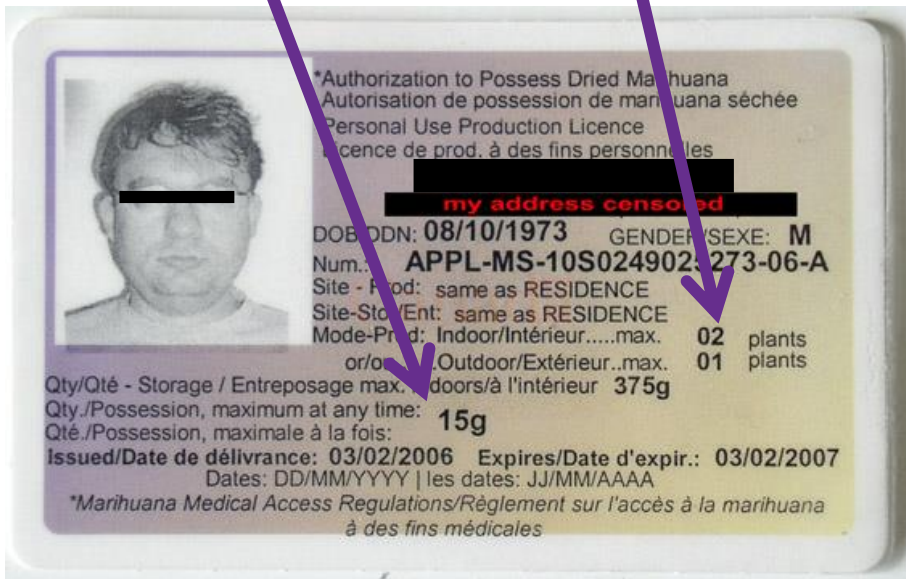 *Authorization to Possess Dried Marihuana
Autorisation de possession de marihuana séchée
Personal Use Production Licence
Licence de prod. à des fins personnelles
my address censored
DOB/DDN: 08/10/1973 GENDER/SEXE: M
Num.: APPL-MS-10S0249025273-06-A
Site - Prod: same as RESIDENCE
Site-Sto/Ent: same as RESIDENCE
Mode-Prod: Indoor/Intérieur.....max. 02 plants
Outdoor/Extérieur..max. 01 plants
Qty/Qté - Storage / Entreposage max. Indoors/à l'intérieur 375g
Qty./Possession, maximum at any time: 15g
Qté./Possession, maximale à la fois:
Issued/Date de délivrance: 03/02/2006 Expires/Date d'expir.: 03/02/2007
Dates: DD/MM/YYYY | les dates: JJ/MM/AAAA
*Marihuana Medical Access Regulations/Règlement sur l'accès à la marihuana
à des fins médicales